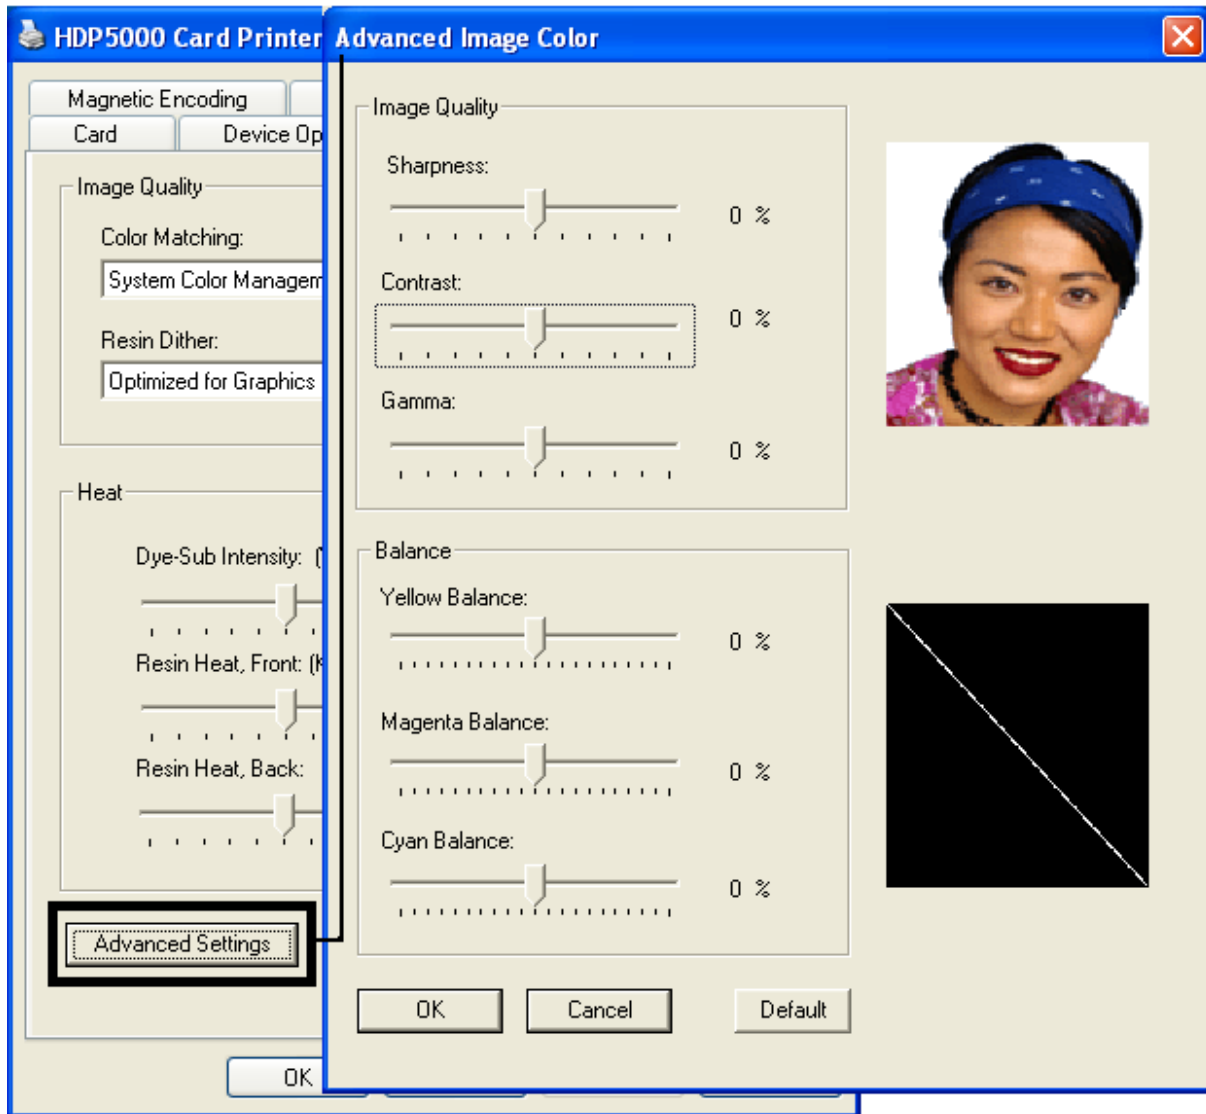 HDP5000 Card Printer
Magnetic Encoding
Card
Device Op
Image Quality
Color Matching:
System Color Managem
Resin Dither:
Optimized for Graphics
Heat
Dye-Sub Intensity: (
Resin Heat, Front: (
Resin Heat, Back:
Advanced Settings
OK
Advanced Image Color
Image Quality
Sharpness:
0 %
Contrast:
0 %
Gamma:
0 %
Balance
Yellow Balance:
0 %
Magenta Balance:
0 %
Cyan Balance:
0 %
OK
Cancel
Default